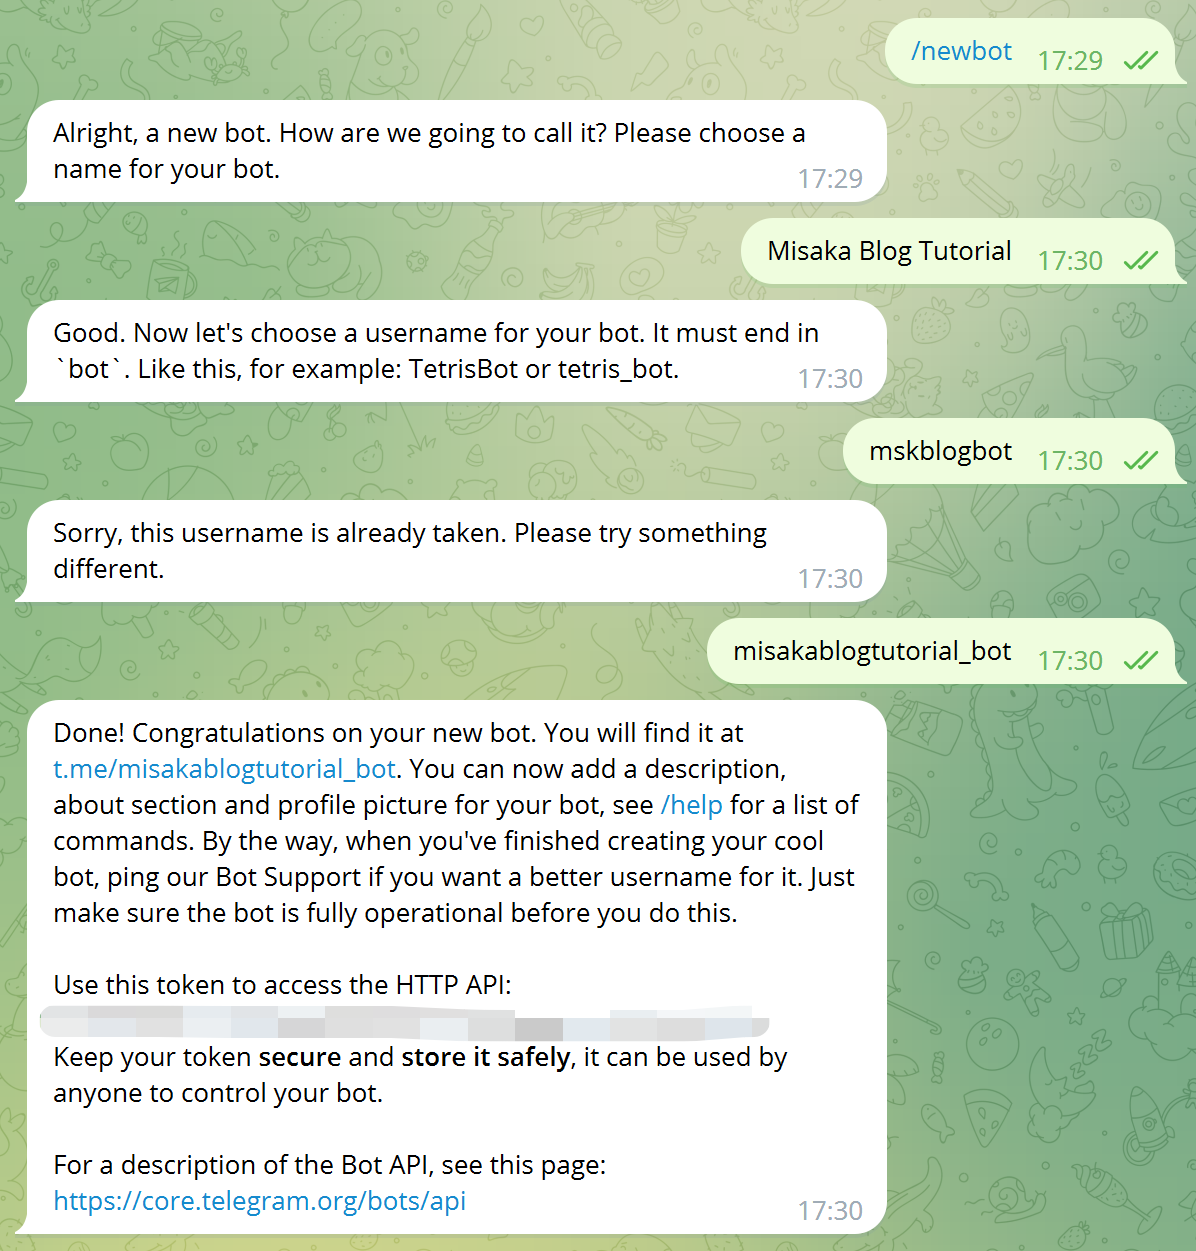 /newbot 17:29
Alright, a new bot. How are we going to call it? Please choose a
name for your bot.
17:29
Misaka Blog Tutorial 17:30
Good. Now let's choose a username for your bot. It must end in
`bot`. Like this, for example: TetrisBot or tetris_bot.
17:30
mskblogbot 17:30
Sorry, this username is already taken. Please try something
different.
17:30
misakablogtutorial_bot 17:30
Done! Congratulations on your new bot. You will find it at
t.me/misakablogtutorial_bot. You can now add a description,
about section and profile picture for your bot, see /help for a list of
commands. By the way, when you've finished creating your cool
bot, ping our Bot Support if you want a better username for it. Just
make sure the bot is fully operational before you do this.
Use this token to access the HTTP API:
Keep your token secure and store it safely, it can be used by
anyone to control your bot.
For a description of the Bot API, see this page:
https://core.telegram.org/bots/api
17:30